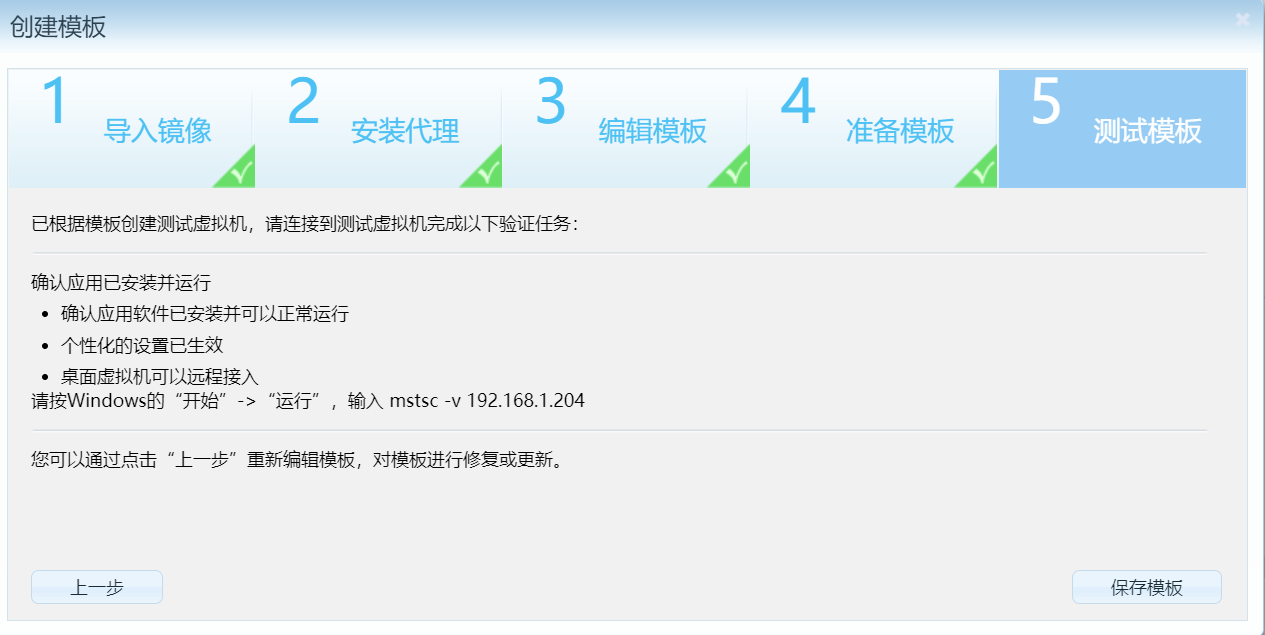 创建模板
1 导入镜像
2 安装代理
3 编辑模板
4 准备模板
5 测试模板
已根据模板创建测试虚拟机，请连接到测试虚拟机完成以下验证任务：
确认应用已安装并运行
• 确认应用软件已安装并可以正常运行
• 个性化的设置已生效
• 桌面虚拟机可以远程接入
请按Windows的“开始”->“运行”，输入 mstsc -v 192.168.1.204
您可以通过点击“上一步”重新编辑模板，对模板进行修复或更新。
上一步
保存模板